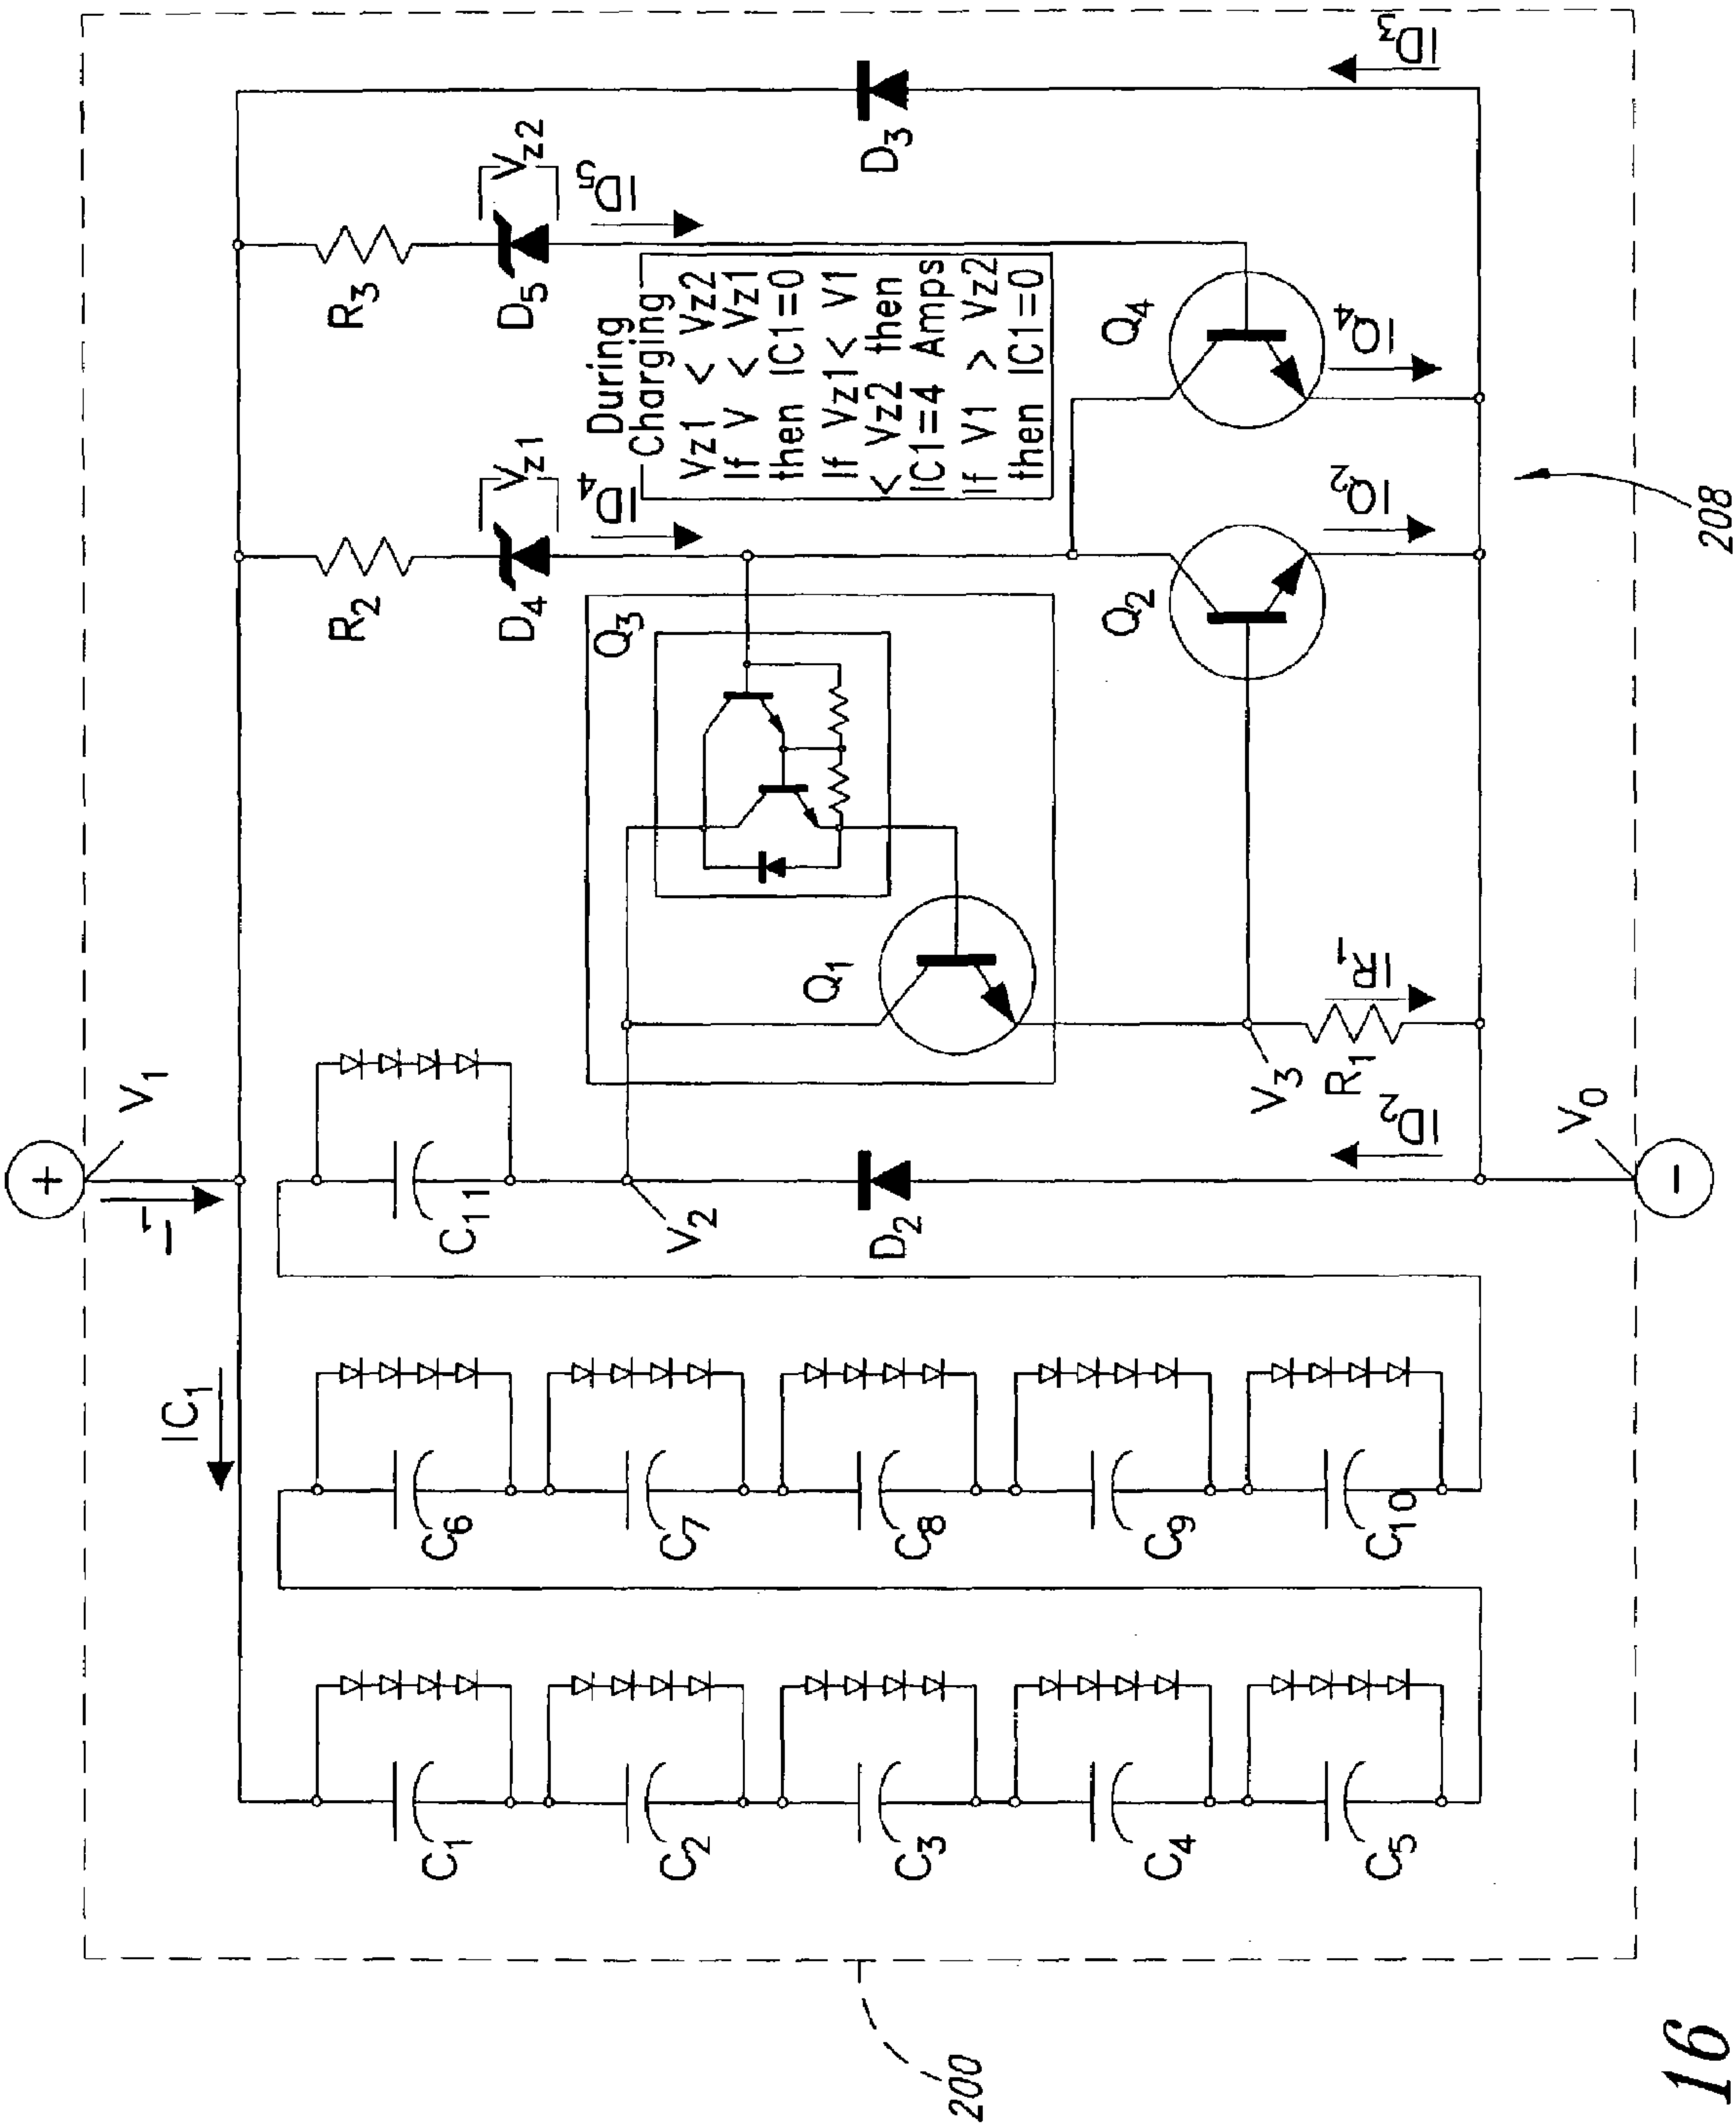 +
V1
I
IC1
C1
C2
C3
C4
C5
C6
C7
C8
C9
C10
C11
V2
D2
ID2
V3
R1
IR1
Q1
Q3
Q2
IQ2
R2
D4
Vz1
ID4
R3
D5
Vz2
ID5
Q4
IQ4
D3
ID3
During
Charging
Vz1 < Vz2
If V < Vz1
then IC1=0
If Vz1< V1
< Vz2 then
IC1=4 Amps
If V1 > Vz2
then IC1=0
V0
−
200
208
16